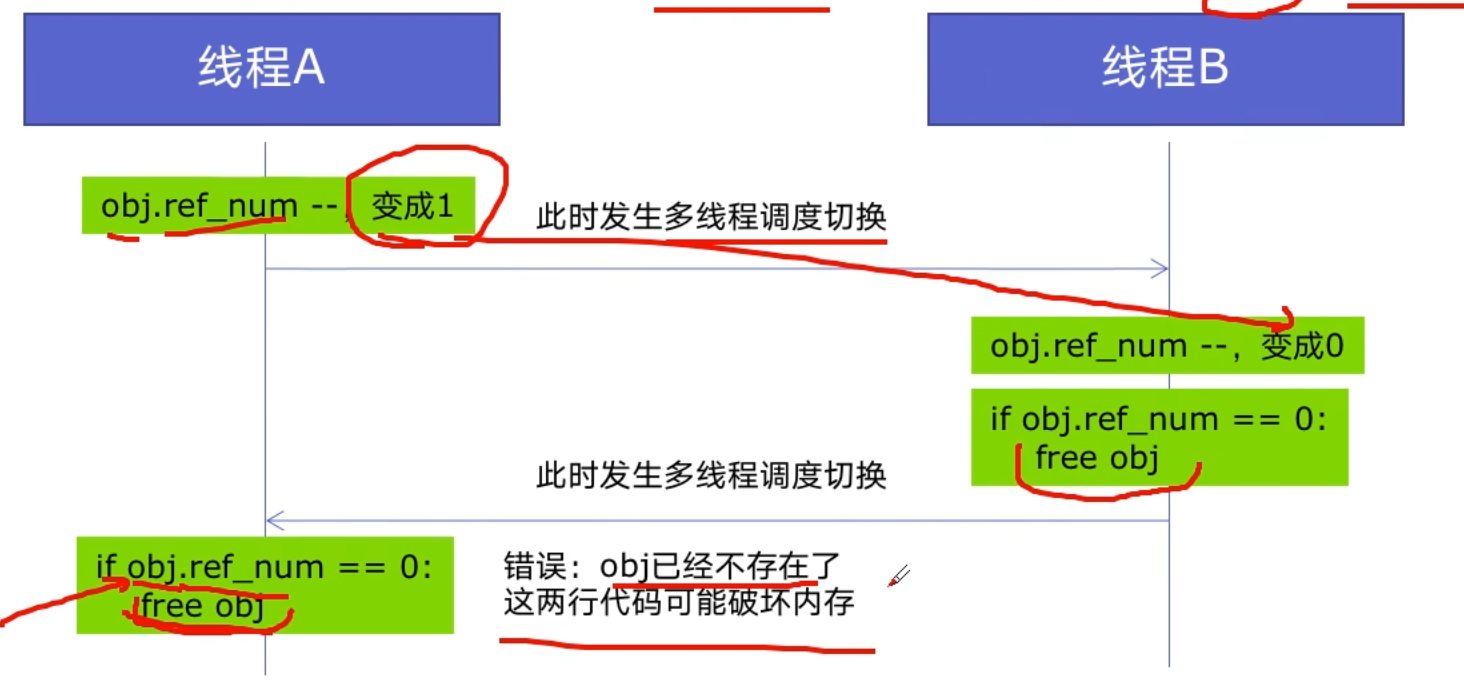 线程A
线程B
obj.ref_num --，变成1
此时发生多线程调度切换
obj.ref_num --，变成0
if obj.ref_num == 0:
free obj
此时发生多线程调度切换
if obj.ref_num == 0:
free obj
错误：obj已经不存在了
这两行代码可能破坏内存